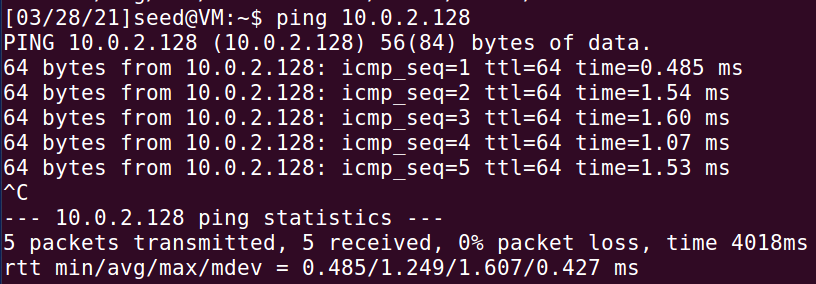 [03/28/21]seed@VM:~$ ping 10.0.2.128
PING 10.0.2.128 (10.0.2.128) 56(84) bytes of data.
64 bytes from 10.0.2.128: icmp_seq=1 ttl=64 time=0.485 ms
64 bytes from 10.0.2.128: icmp_seq=2 ttl=64 time=1.54 ms
64 bytes from 10.0.2.128: icmp_seq=3 ttl=64 time=1.60 ms
64 bytes from 10.0.2.128: icmp_seq=4 ttl=64 time=1.07 ms
64 bytes from 10.0.2.128: icmp_seq=5 ttl=64 time=1.53 ms
^C
--- 10.0.2.128 ping statistics ---
5 packets transmitted, 5 received, 0% packet loss, time 4018ms
rtt min/avg/max/mdev = 0.485/1.249/1.607/0.427 ms